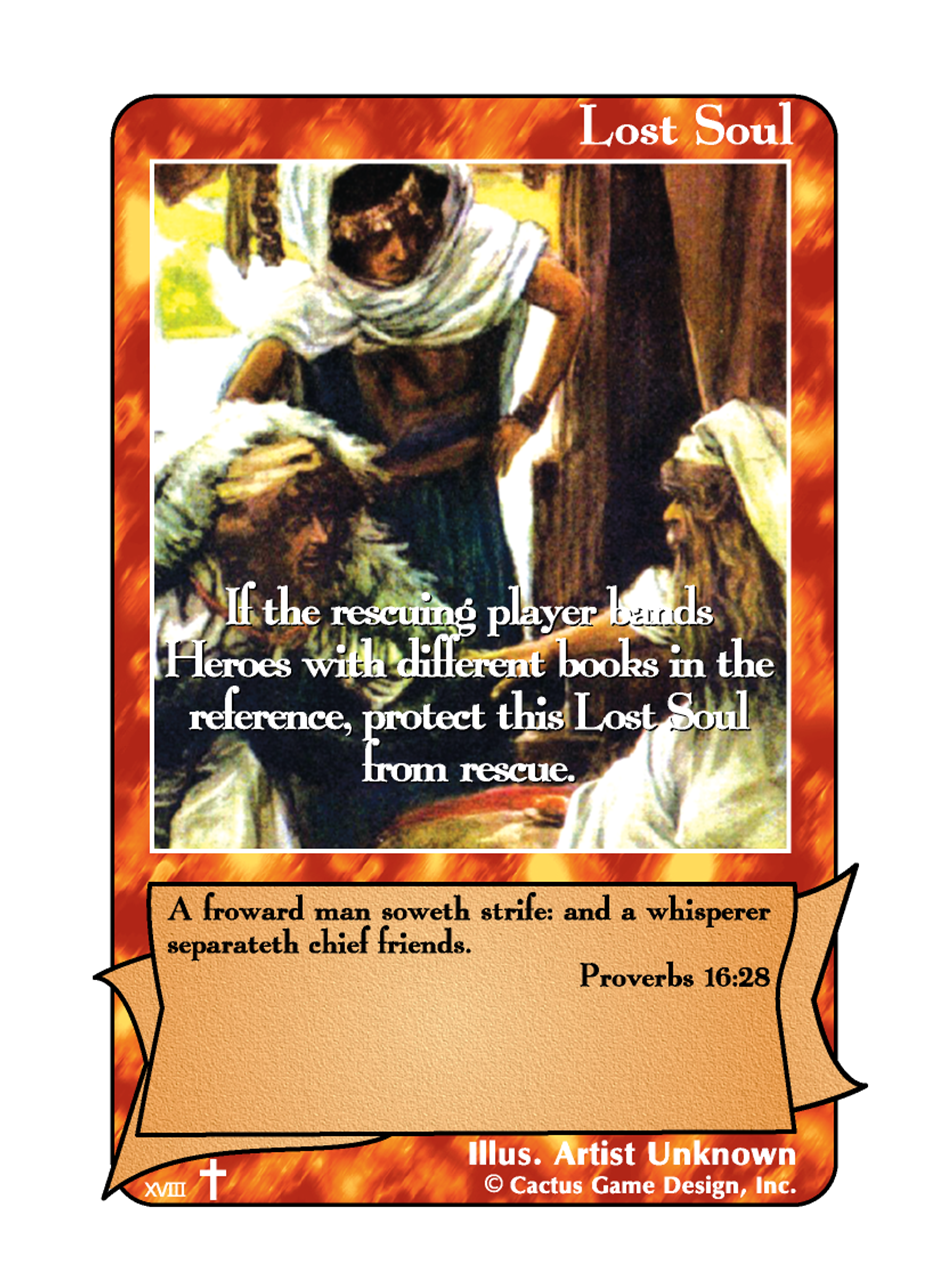 Lost Soul
If the rescuing player bands
Heroes with different books in the
reference, protect this Lost Soul
from rescue.
A froward man soweth strife: and a whisperer
separateth chief friends.
Proverbs 16:28
Illus. Artist Unknown
XVIII
© Cactus Game Design, Inc.